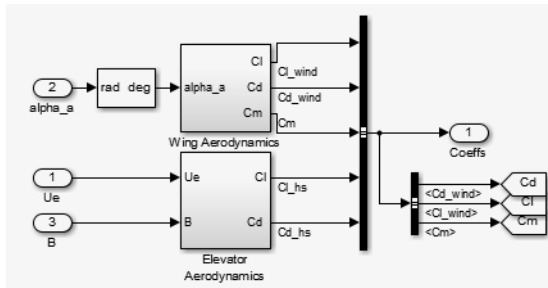 Cl
Cl_wind
2
rad deg
alpha_a
Cd
alpha_a
Cd_wind
Cm
Cm
Wing Aerodynamics
1
Coeffs
1
Ue
Cl
Ue
Cl_hs
3
B
Cd
B
Cd_hs
Elevator
Aerodynamics
Cd
<Cd_wind>
Cl
<Cl_wind>
Cm
<Cm>